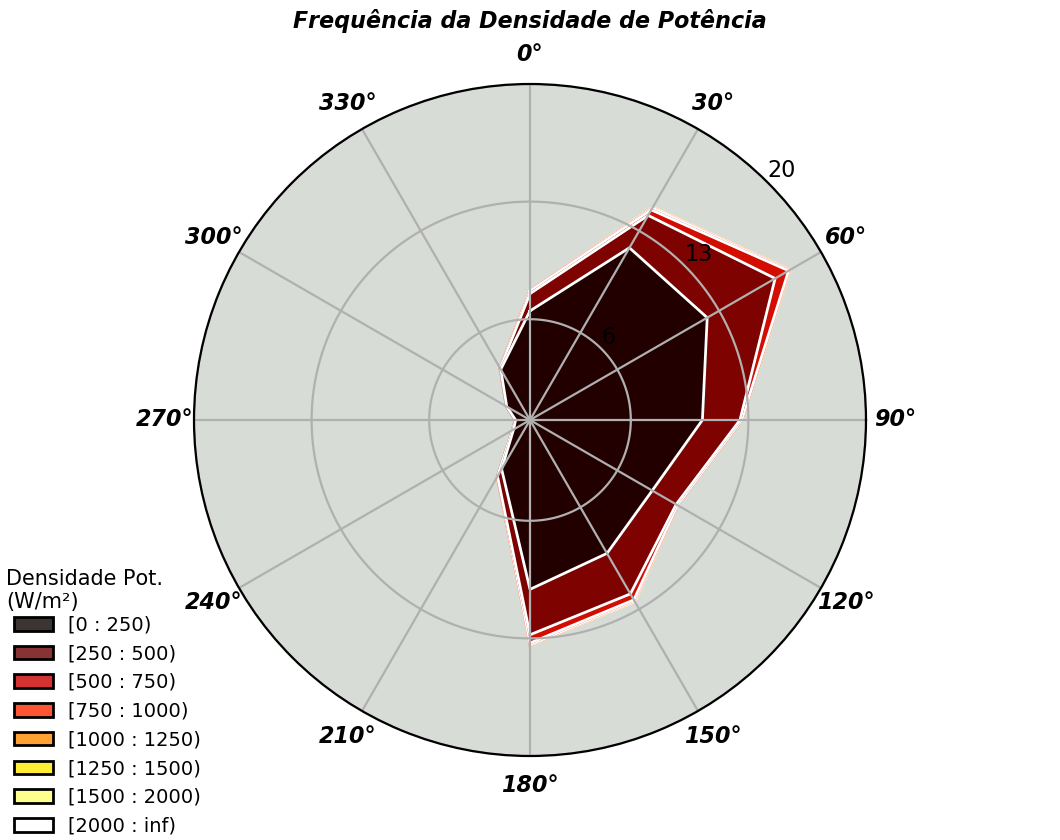 Frequência da Densidade de Potência
0°
330°
30°
20
300°
60°
13
6
270°
90°
240°
120°
210°
150°
180°
Densidade Pot.
(W/m²)
[0 : 250)
[250 : 500)
[500 : 750)
[750 : 1000)
[1000 : 1250)
[1250 : 1500)
[1500 : 2000)
[2000 : inf)